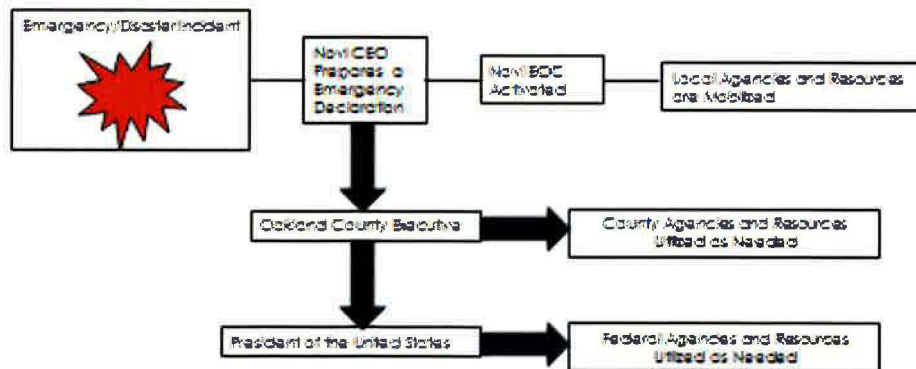 Emergency/Disaster Incident
Novi CEO
Prepares a
Emergency
Declaration
Novi EOC
Activated
Local Agencies and Resources
are Mobilized
Oakland County Executive
County Agencies and Resources
Utilized as Needed
President of the United States
Federal Agencies and Resources
Utilized as Needed